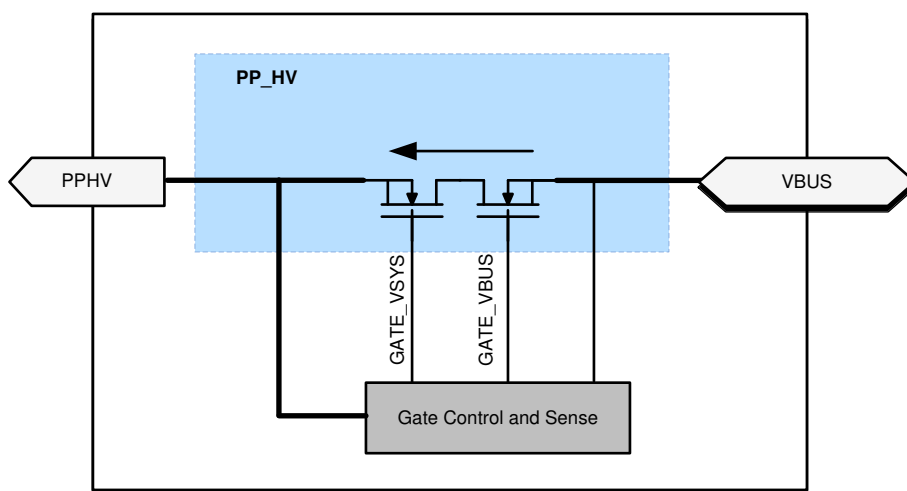 PP_HV
PPHV
VBUS
GATE_VSYS
GATE_VBUS
Gate Control and Sense